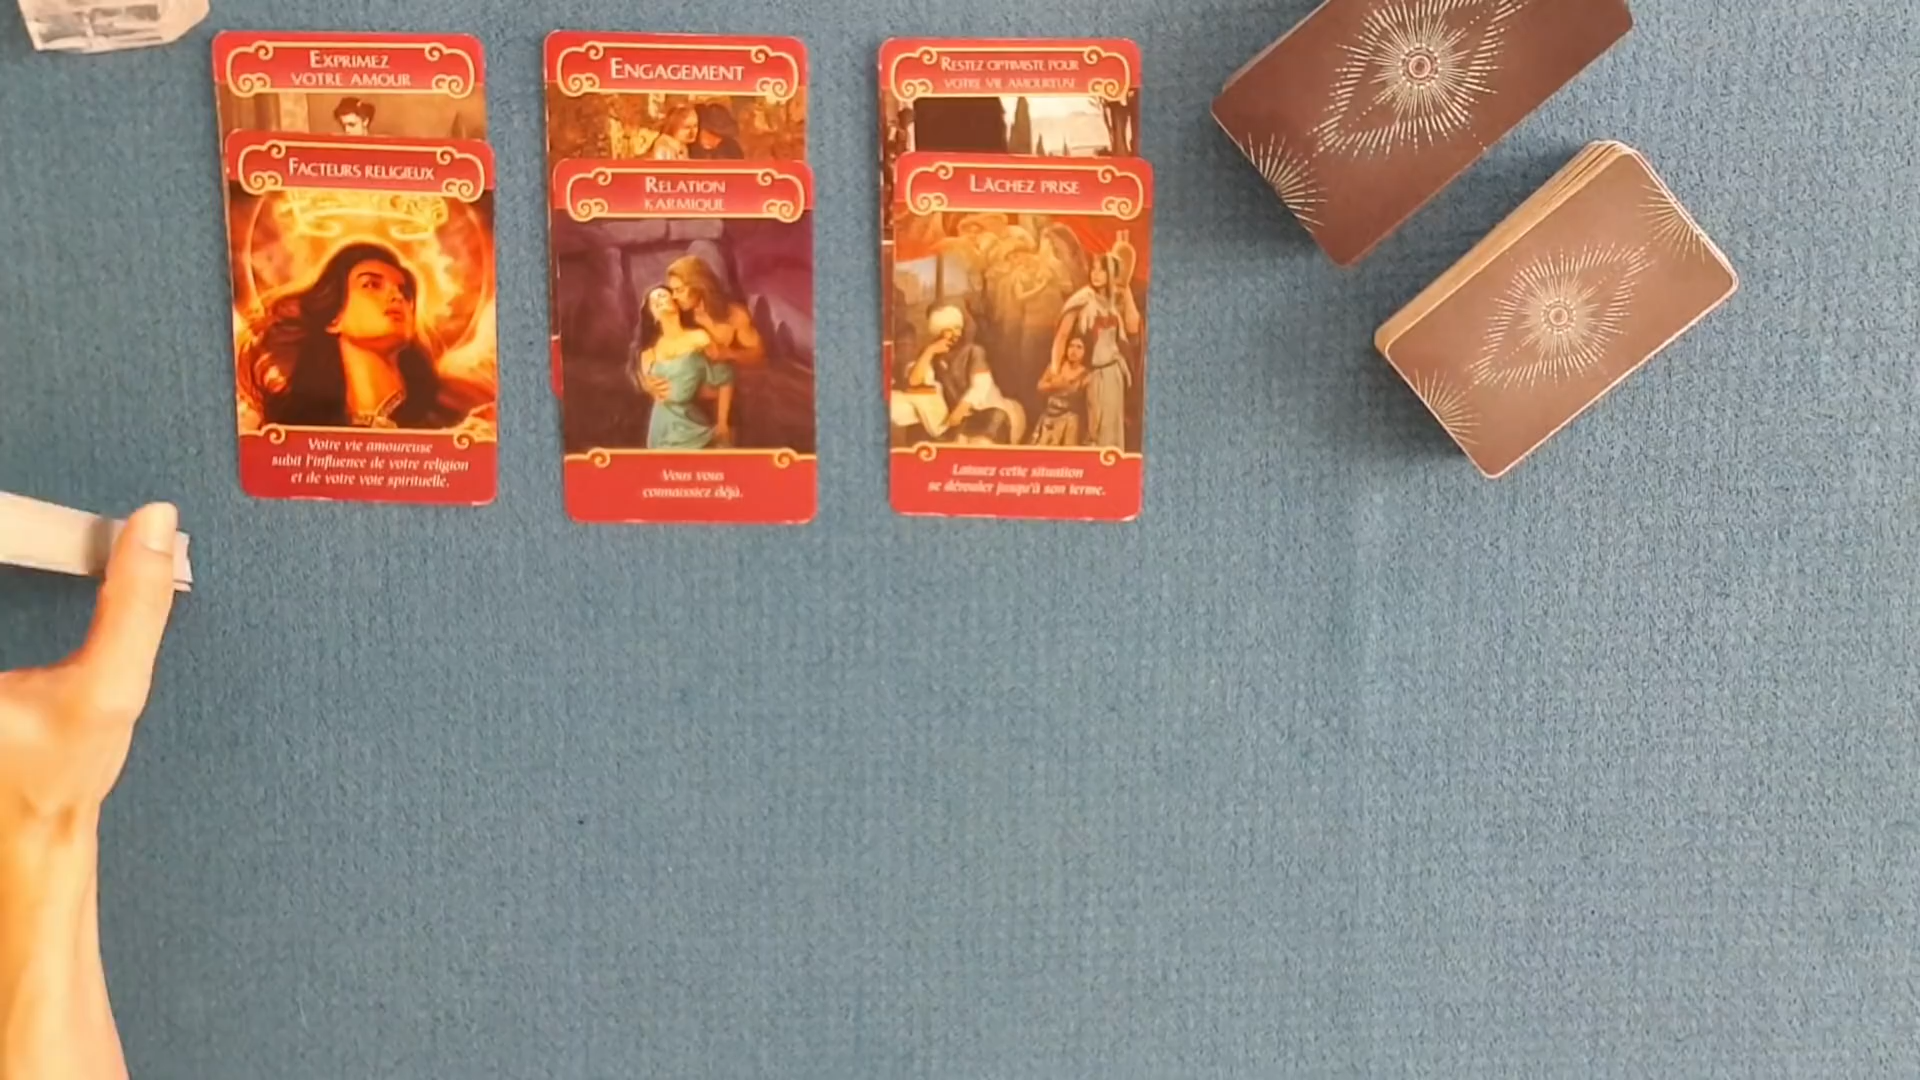 EXPRIMEZ
VOTRE AMOUR
FACTEURS RELIGIEUX
Votre vie amoureuse
subit l'influence de votre religion
et de votre voie spirituelle.
ENGAGEMENT
RELATION
KARMIQUE
Vous vous
connaissiez déjà.
RESTEZ OPTIMISTE POUR
VOTRE VIE AMOUREUSE
LÂCHEZ PRISE
Laissez cette situation
se dérouler jusqu'à son terme.